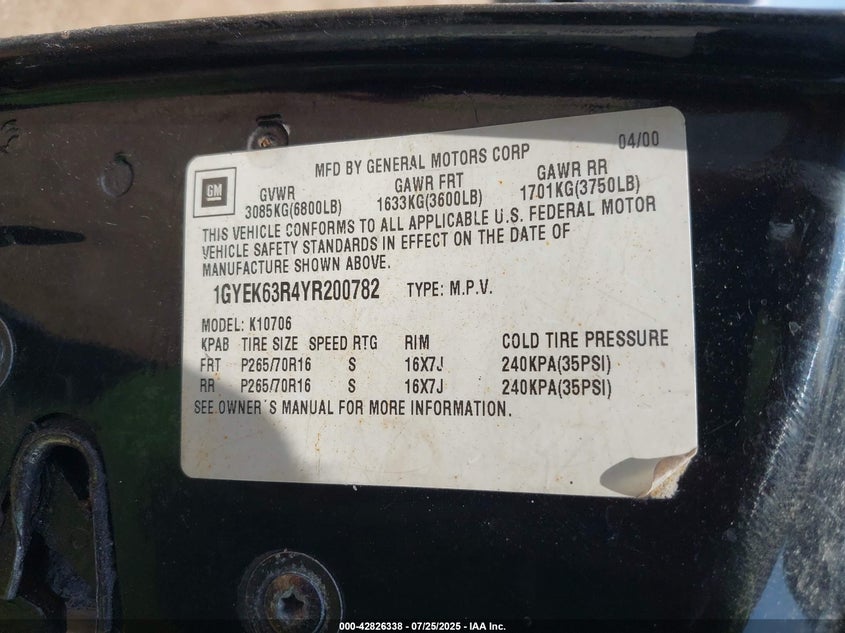 04/00
MFD BY GENERAL MOTORS CORP
GM
GVWR GAWR FRT GAWR RR
3085KG(6800LB) 1633KG(3600LB) 1701KG(3750LB)
THIS VEHICLE CONFORMS TO ALL APPLICABLE U.S. FEDERAL MOTOR
VEHICLE SAFETY STANDARDS IN EFFECT ON THE DATE OF
MANUFACTURE SHOWN ABOVE.
1GYEK63R4YR200782 TYPE: M.P.V.
MODEL: K10706
KPAB TIRE SIZE SPEED RTG RIM COLD TIRE PRESSURE
FRT P265/70R16 S 16X7J 240KPA(35PSI)
RR P265/70R16 S 16X7J 240KPA(35PSI)
SEE OWNER'S MANUAL FOR MORE INFORMATION.
000-42826338 - 07/25/2025 - IAA Inc.